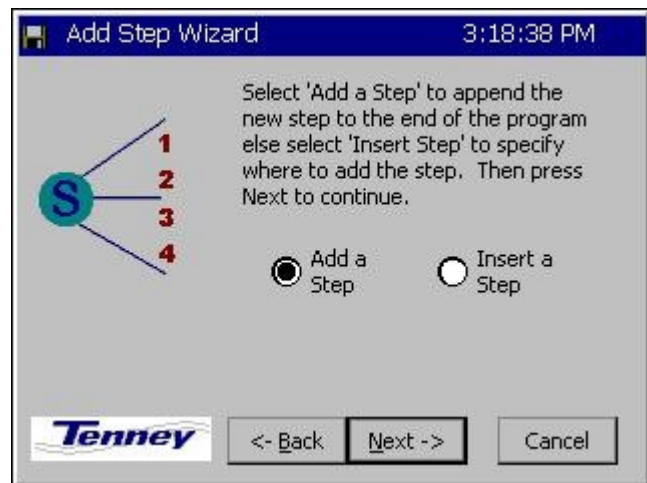 Add Step Wizard 3:18:38 PM
Select 'Add a Step' to append the
new step to the end of the program
else select 'Insert Step' to specify
where to add the step. Then press
Next to continue.
1
2
S
3
4
Add a
Step
Insert a
Step
Tenney
<- Back
Next ->
Cancel